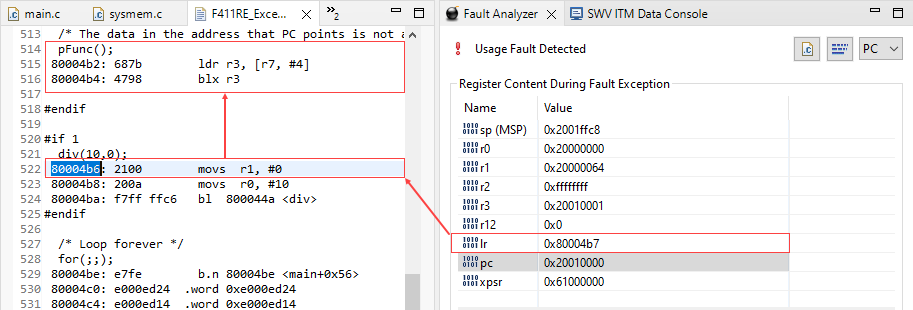 main.c
sysmem.c
F411RE_Exce...
»2
513 /* The data in the address that PC points is not a
514 pFunc();
515 80004b2: 687b ldr r3, [r7, #4]
516 80004b4: 4798 blx r3
517
518 #endif
519
520 #if 1
521 div(10,0);
522 80004b6: 2100 movs r1, #0
523 80004b8: 200a movs r0, #10
524 80004ba: f7ff ffc6 bl 800044a <div>
525 #endif
526
527 /* Loop forever */
528 for(;;);
529 80004be: e7fe b.n 80004be <main+0x56>
530 80004c0: e000ed24 .word 0xe000ed24
531 80004c4: e000ed14 .word 0xe000ed14
Fault Analyzer
SWV ITM Data Console
Usage Fault Detected
PC
Register Content During Fault Exception
Name Value
sp (MSP) 0x2001ffc8
r0 0x20000000
r1 0x20000064
r2 0xffffffff
r3 0x20010001
r12 0x0
lr 0x80004b7
pc 0x20010000
xpsr 0x61000000